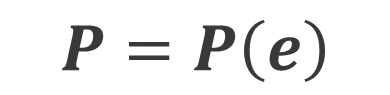 P = P(e)